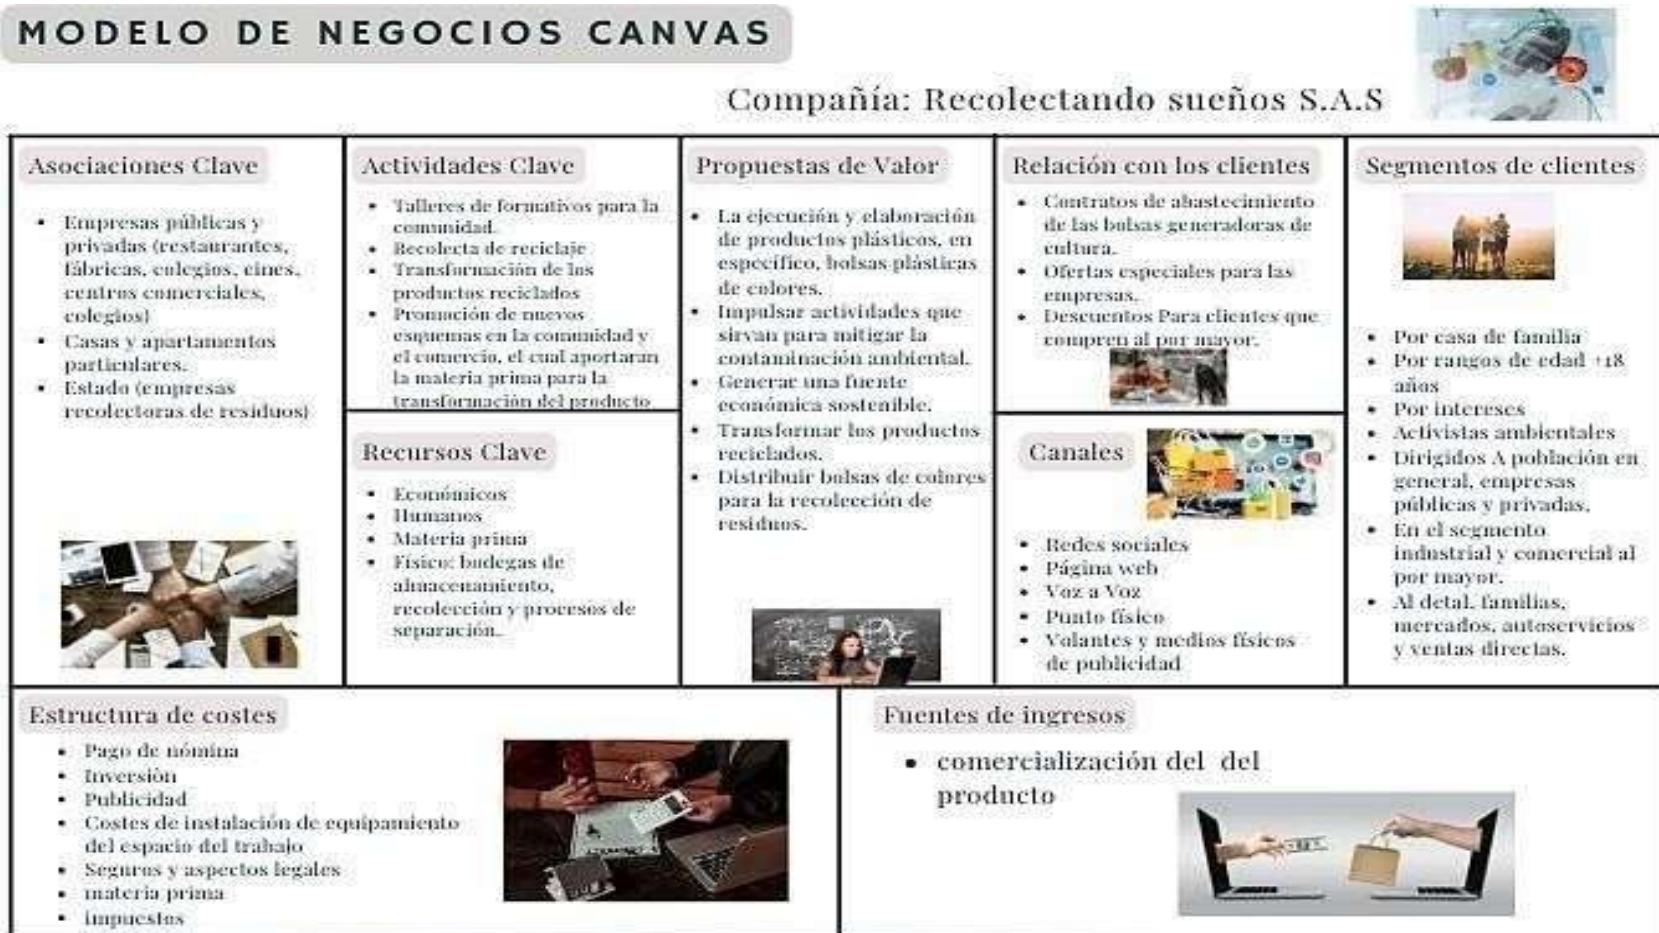 MODELO DE NEGOCIOS CANVAS
Compañía: Recolectando sueños S.A.S
Asociaciones Clave
• Empresas públicas y
privadas (restaurantes,
fábricas, colegios, cines,
centros comerciales,
colegios)
• Casas y apartamentos
particulares.
• Estado (empresas
recolectoras de residuos)
Actividades Clave
• Talleres de formativos para la
comunidad.
• Recolecta de reciclaje
• Transformación de los
productos reciclados
• Promoción de nuevos
esquemas en la comunidad y
el comercio, el cual aportaran
la materia prima para la
transformación del producto
Recursos Clave
• Económicos
• Humanos
• Materia prima
• Físico: bodegas de
almacenamiento,
recolección y procesos de
separación.
Propuestas de Valor
• La ejecución y elaboración
de productos plásticos, en
específico, bolsas plásticas
de colores.
• Impulsar actividades que
sirvan para mitigar la
contaminación ambiental.
• Generar una fuente
económica sostenible.
• Transformar los productos
reciclados.
• Distribuir bolsas de colores
para la recolección de
residuos.
Relación con los clientes
• Contratos de abastecimiento
de las bolsas generadoras de
cultura.
• Ofertas especiales para las
empresas.
• Descuentos Para clientes que
compren al por mayor.
Canales
• Redes sociales
• Página web
• Voz a Voz
• Punto físico
• Volantes y medios físicos
de publicidad
Segmentos de clientes
• Por casa de familia
• Por rangos de edad +18
años
• Por intereses
• Activistas ambientales
• Dirigidos A población en
general, empresas
públicas y privadas,
• En el segmento
industrial y comercial al
por mayor.
• Al detal, familias,
mercados, autoservicios
y ventas directas.
Estructura de costes
• Pago de nómina
• Inversión
• Publicidad
• Costes de instalación de equipamiento
del espacio del trabajo
• Seguros y aspectos legales
• materia prima
• impuestos
Fuentes de ingresos
• comercialización del del
producto